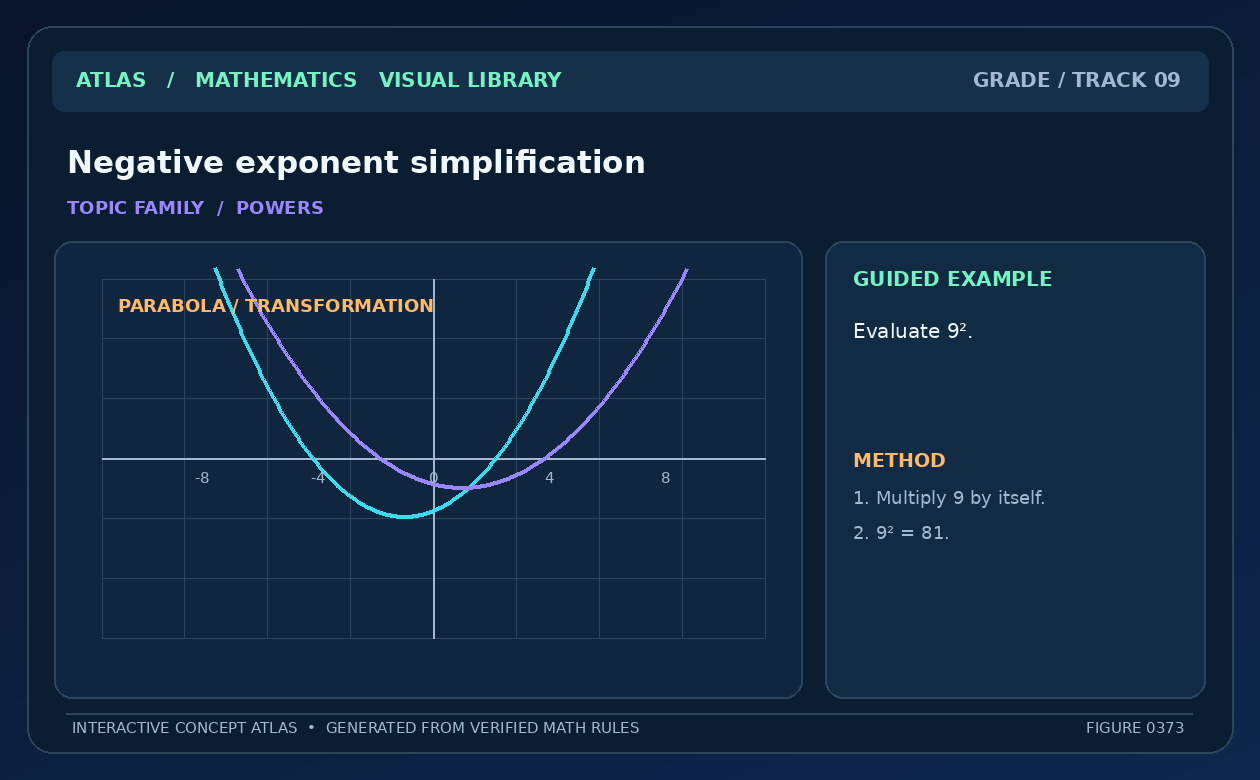 ATLAS / MATHEMATICS VISUAL LIBRARY
GRADE / TRACK 09
Negative exponent simplification
TOPIC FAMILY / POWERS
PARABOLA / TRANSFORMATION
-8 -4 0 4 8
GUIDED EXAMPLE
Evaluate 9².
METHOD
1. Multiply 9 by itself.
2. 9² = 81.
INTERACTIVE CONCEPT ATLAS • GENERATED FROM VERIFIED MATH RULES
FIGURE 0373